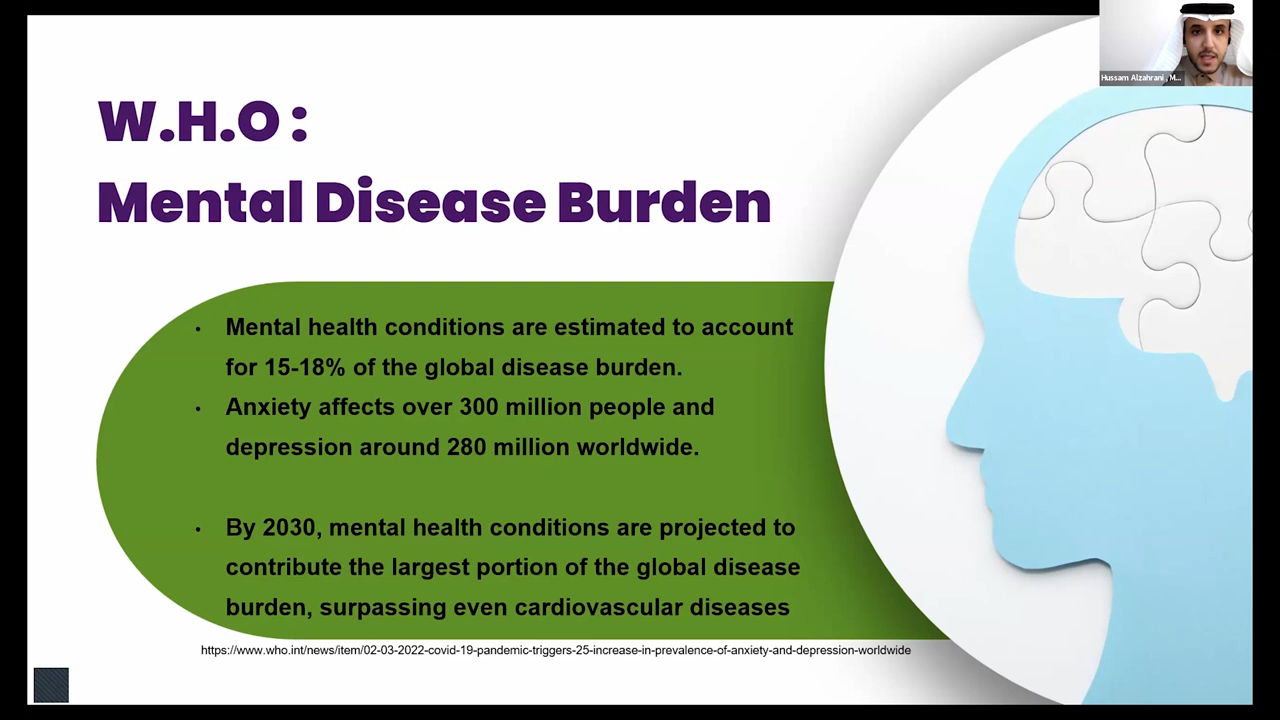 Hussam Alzahrani , M...
W.H.O :
Mental Disease Burden
• Mental health conditions are estimated to account
for 15-18% of the global disease burden.
• Anxiety affects over 300 million people and
depression around 280 million worldwide.
• By 2030, mental health conditions are projected to
contribute the largest portion of the global disease
burden, surpassing even cardiovascular diseases
https://www.who.int/news/item/02-03-2022-covid-19-pandemic-triggers-25-increase-in-prevalence-of-anxiety-and-depression-worldwide